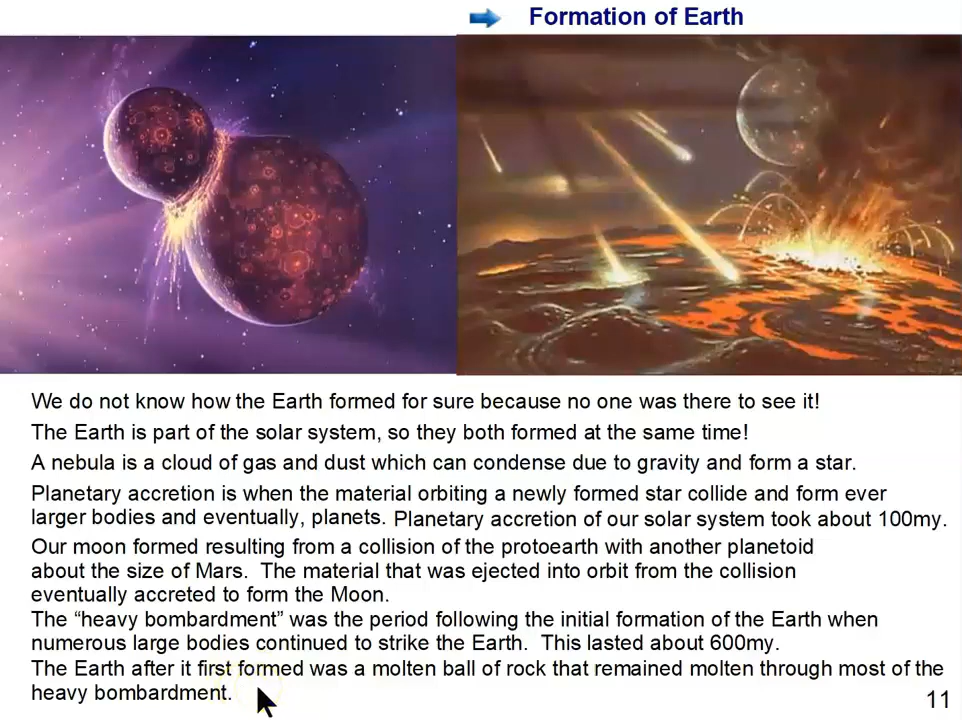 Formation of Earth
We do not know how the Earth formed for sure because no one was there to see it!
The Earth is part of the solar system, so they both formed at the same time!
A nebula is a cloud of gas and dust which can condense due to gravity and form a star.
Planetary accretion is when the material orbiting a newly formed star collide and form ever
larger bodies and eventually, planets. Planetary accretion of our solar system took about 100my.
Our moon formed resulting from a collision of the protoearth with another planetoid
about the size of Mars. The material that was ejected into orbit from the collision
eventually accreted to form the Moon.
The “heavy bombardment” was the period following the initial formation of the Earth when
numerous large bodies continued to strike the Earth. This lasted about 600my.
The Earth after it first formed was a molten ball of rock that remained molten through most of the
heavy bombardment.
11